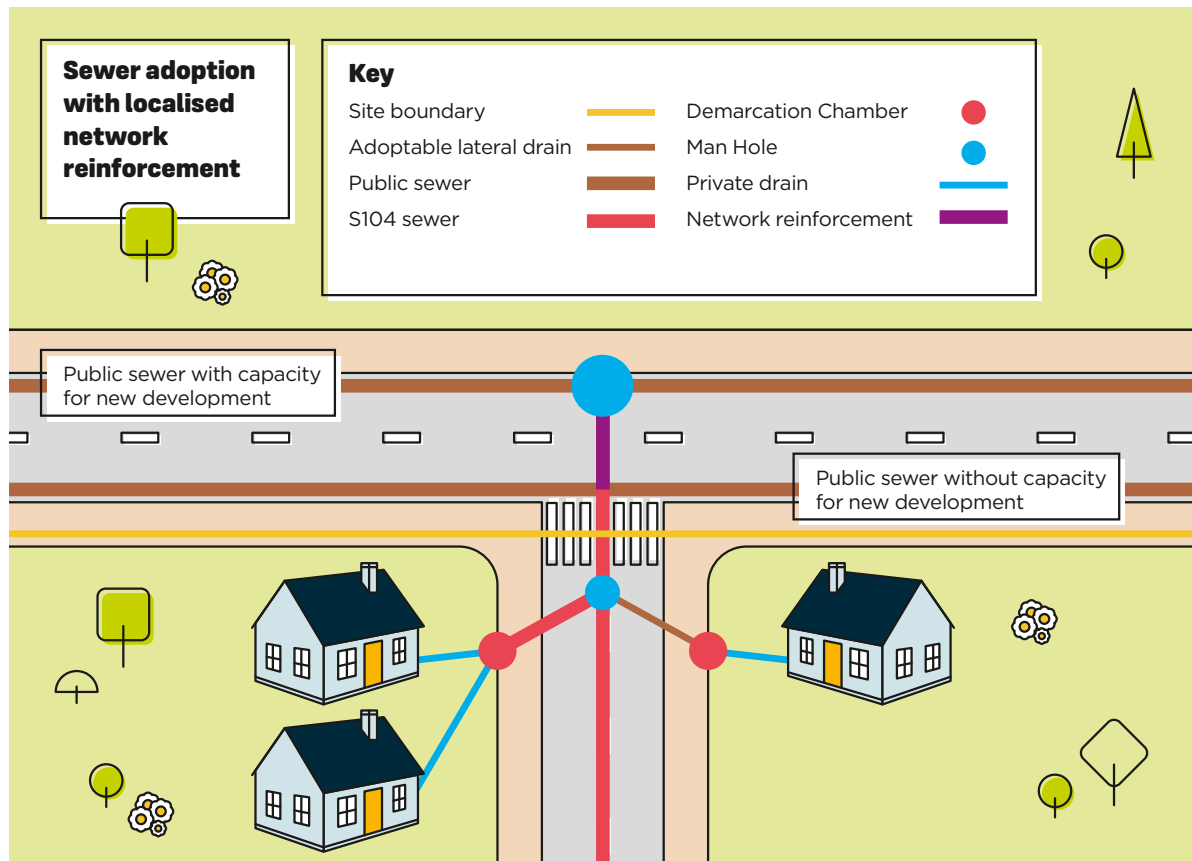 Sewer adoption
with localised
network
reinforcement
Key
Site boundary
Adoptable lateral drain
Public sewer
S104 sewer
Demarcation Chamber
Man Hole
Private drain
Network reinforcement
Public sewer with capacity
for new development
Public sewer without capacity
for new development